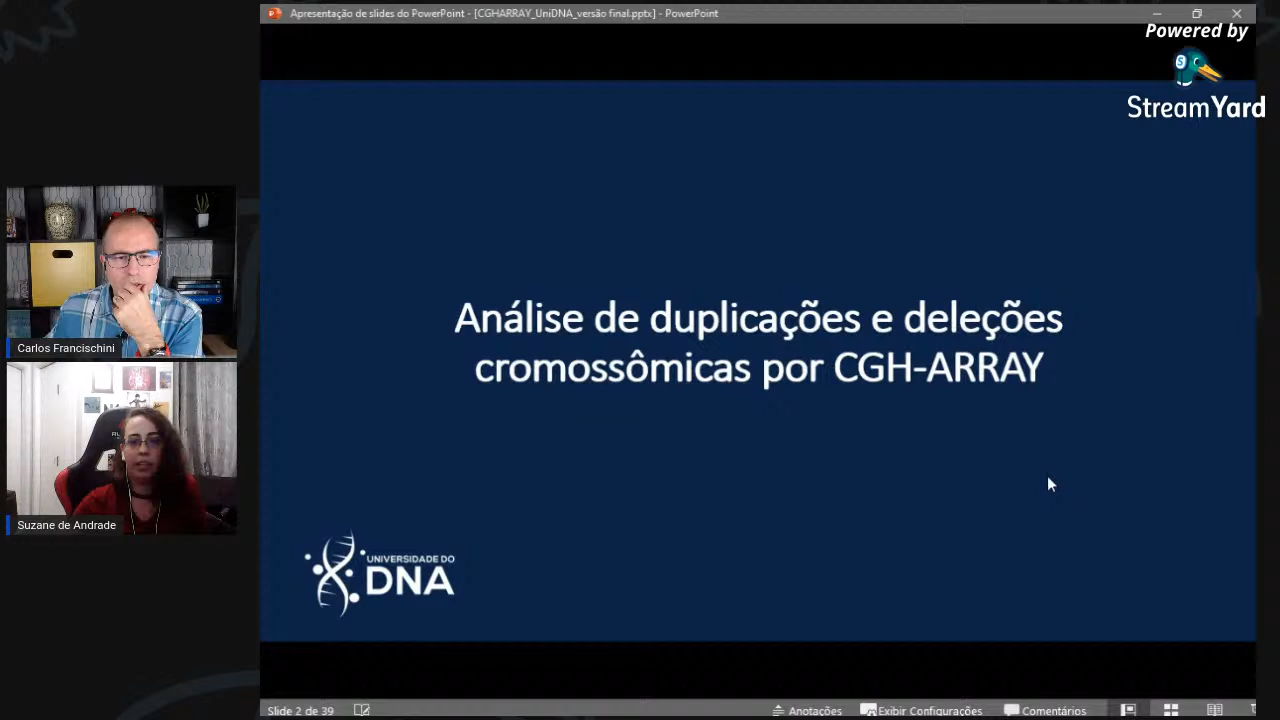 Apresentação de slides do PowerPoint - [CGHARRAY_UniDNA_versão final.pptx] - PowerPoint
Powered by
StreamYard
Carlos Francischini
Suzane de Andrade
Análise de duplicações e deleções
cromossômicas por CGH-ARRAY
UNIVERSIDADE DO
DNA
Slide 2 de 39
Anotações
Exibir Configurações
Comentários